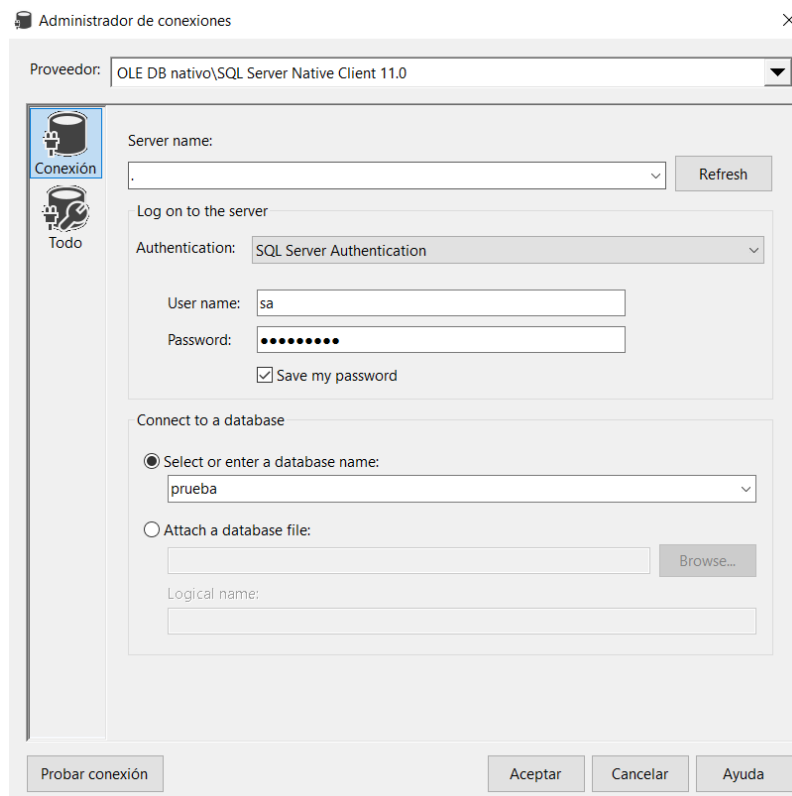 Administrador de conexiones
Proveedor: OLE DB nativo\SQL Server Native Client 11.0
Conexión
Todo
Server name:
.
Refresh
Log on to the server
Authentication: SQL Server Authentication
User name: sa
Password: •••••••••
Save my password
Connect to a database
Select or enter a database name:
prueba
Attach a database file:
Browse...
Logical name:
Probar conexión Aceptar Cancelar Ayuda